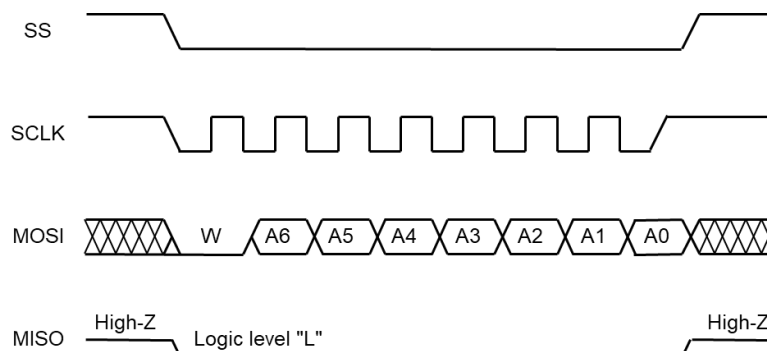 SS
SCLK
MOSI W A6 A5 A4 A3 A2 A1 A0
High-Z High-Z
MISO Logic level "L"